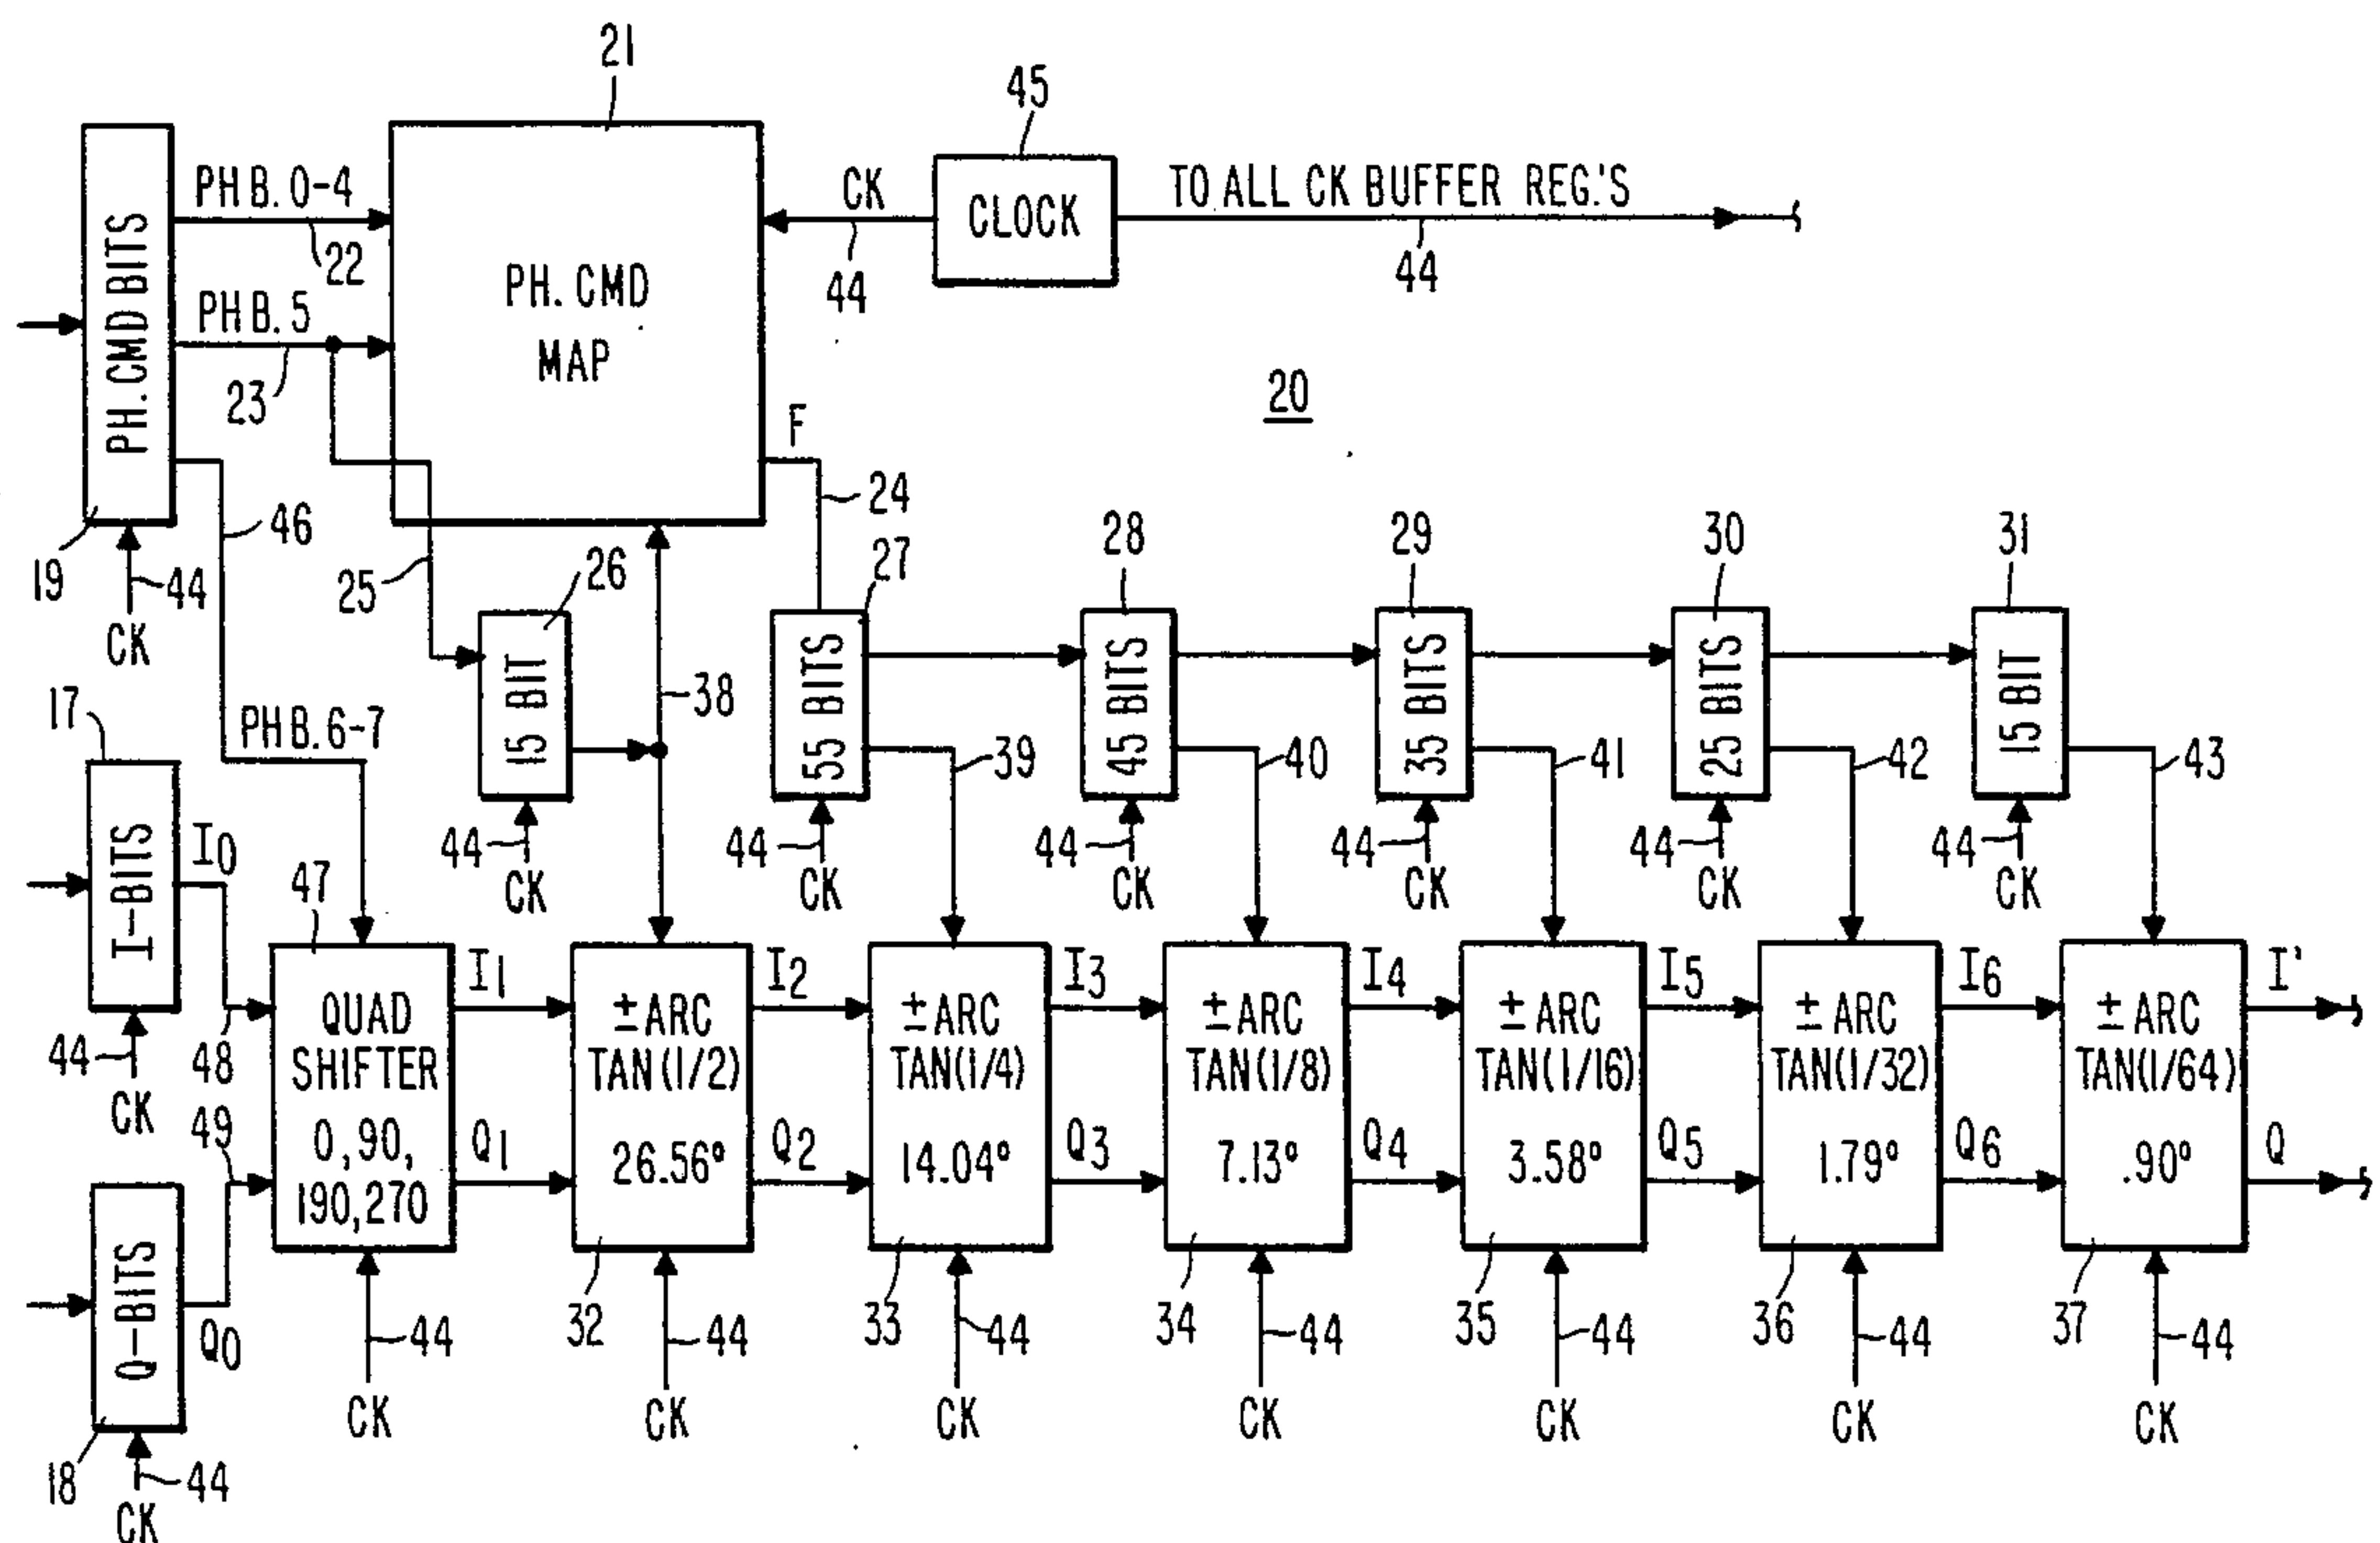 21
45
PH B. 0-4
22
PH B. 5
23
PH. CMD BITS
PH. CMD
MAP
CK
44
CLOCK
TO ALL CK BUFFER REG.'S
44
20
F
24
46
19
44
CK
25
26
15 BIT
38
27
55 BITS
39
28
45 BITS
40
29
35 BITS
41
30
25 BITS
42
31
15 BIT
43
44
CK
44
CK
44
CK
44
CK
44
CK
44
CK
PH B. 6-7
17
I-BITS
I0
44
CK
48
49
47
QUAD
SHIFTER
0, 90,
190, 270
I1
Q1
± ARC
TAN (1/2)
26.56°
32
I2
Q2
± ARC
TAN (1/4)
14.04°
33
I3
Q3
± ARC
TAN (1/8)
7.13°
34
I4
Q4
± ARC
TAN (1/16)
3.58°
35
I5
Q5
± ARC
TAN (1/32)
1.79°
36
I6
Q6
± ARC
TAN (1/64)
.90°
37
I'
Q
Q-BITS
Q0
18
44
CK
44
CK
44
CK
44
CK
44
CK
44
CK
44
CK
44
CK